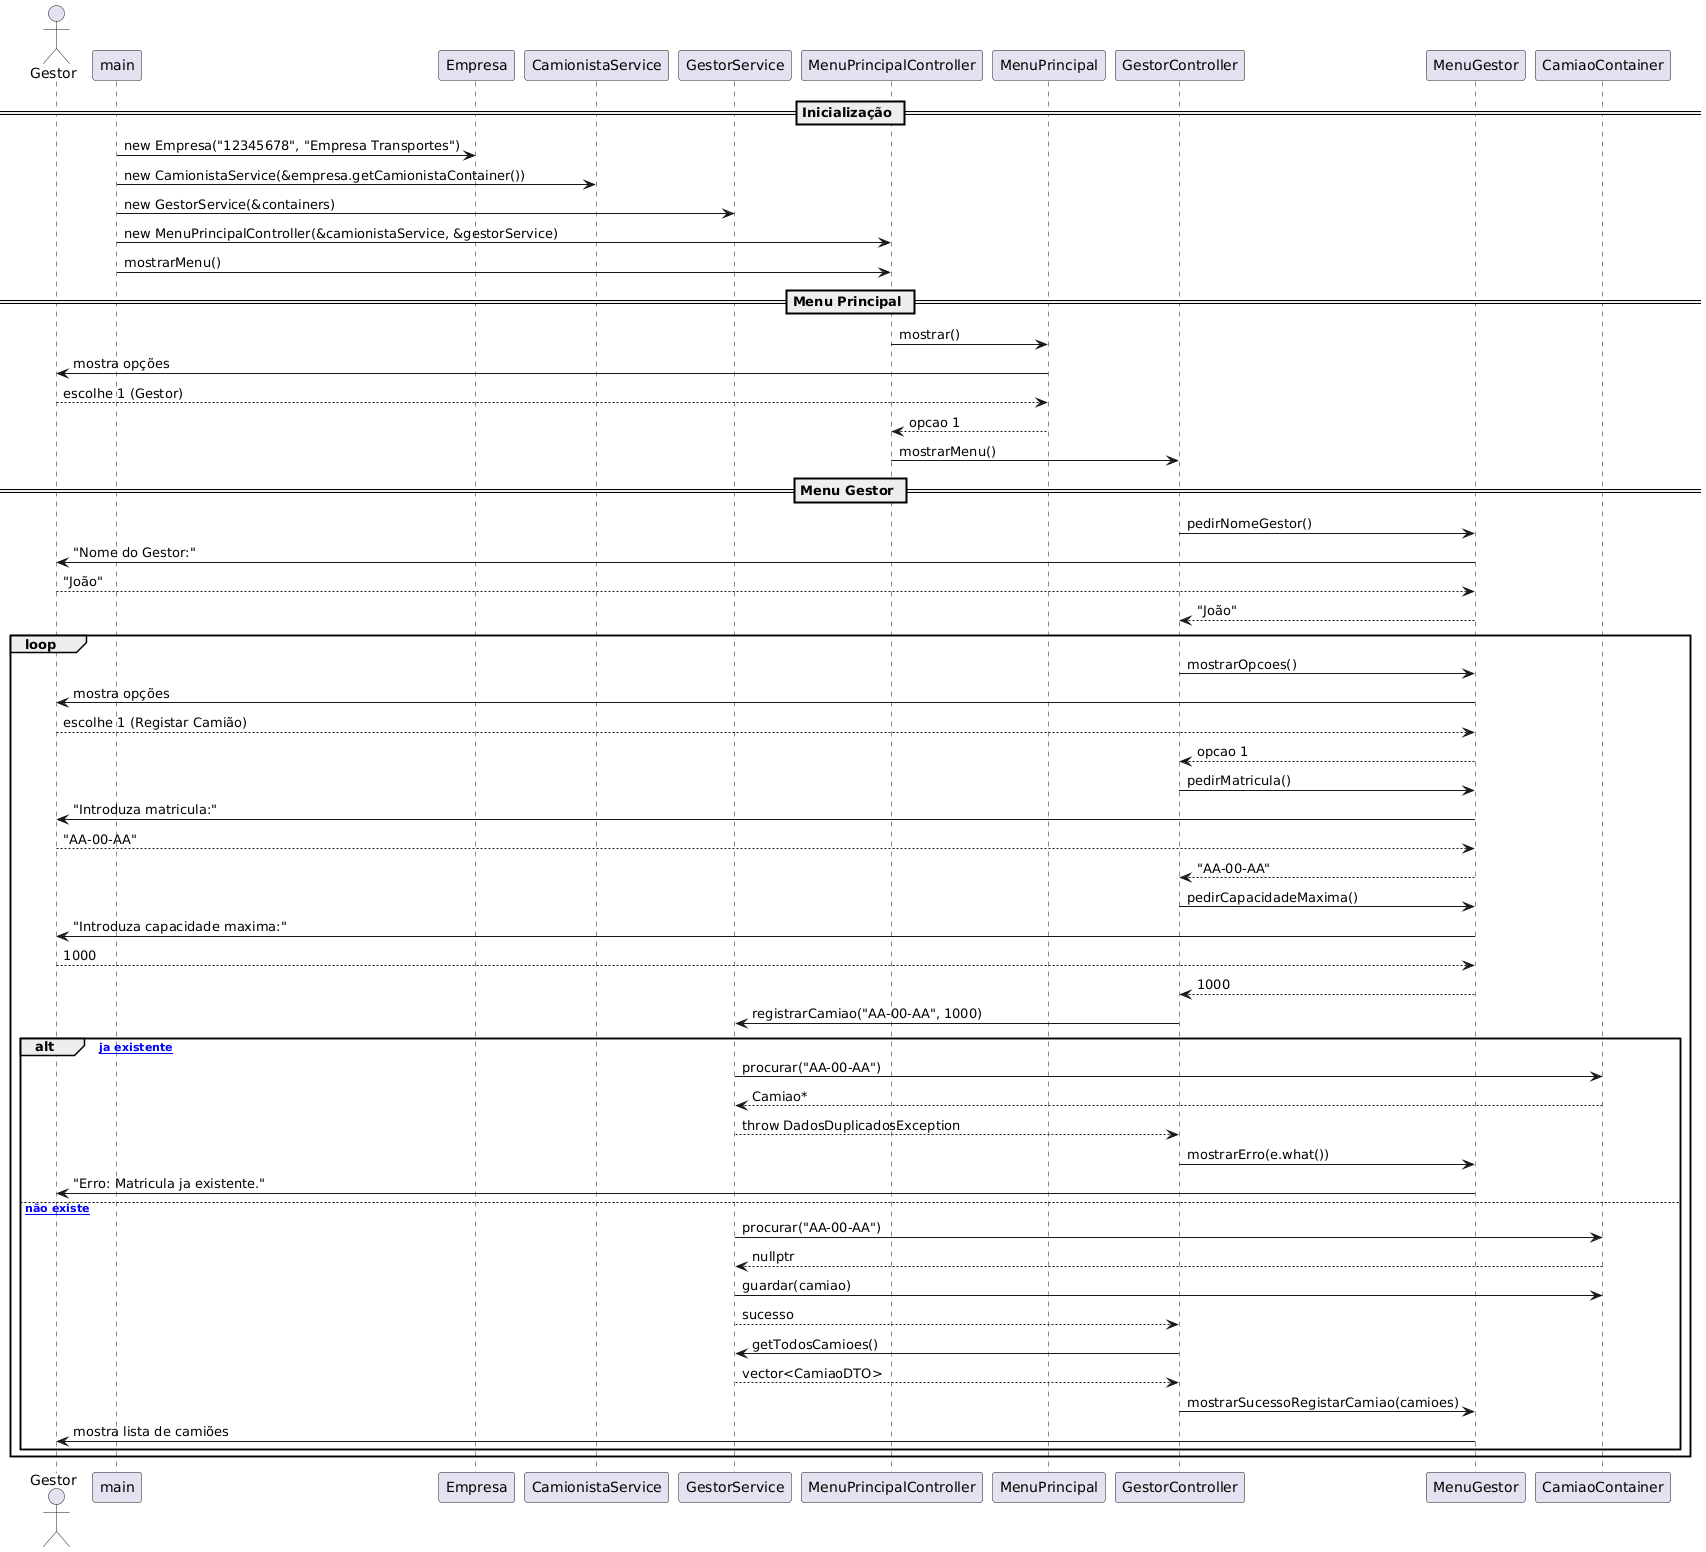 Gestor
main
Empresa
CamionistaService
GestorService
MenuPrincipalController
MenuPrincipal
GestorController
MenuGestor
CamiaoContainer
Inicialização
new Empresa("12345678", "Empresa Transportes")
new CamionistaService(&empresa.getCamionistaContainer())
new GestorService(&containers)
new MenuPrincipalController(&camionistaService, &gestorService)
mostrarMenu()
Menu Principal
mostrar()
mostra opções
escolhe 1 (Gestor)
opcao 1
mostrarMenu()
Menu Gestor
pedirNomeGestor()
"Nome do Gestor:"
"João"
"João"
loop
mostrarOpcoes()
mostra opções
escolhe 1 (Registar Camião)
opcao 1
pedirMatricula()
"Introduza matricula:"
"AA-00-AA"
"AA-00-AA"
pedirCapacidadeMaxima()
"Introduza capacidade maxima:"
1000
1000
registrarCamiao("AA-00-AA", 1000)
alt
ja existente
procurar("AA-00-AA")
Camiao*
throw DadosDuplicadosException
mostrarErro(e.what())
"Erro: Matricula ja existente."
não existe
procurar("AA-00-AA")
nullptr
guardar(camiao)
sucesso
getTodosCamioes()
vector<CamiaoDTO>
mostrarSucessoRegistarCamiao(camioes)
mostra lista de camiões
Gestor
main
Empresa
CamionistaService
GestorService
MenuPrincipalController
MenuPrincipal
GestorController
MenuGestor
CamiaoContainer